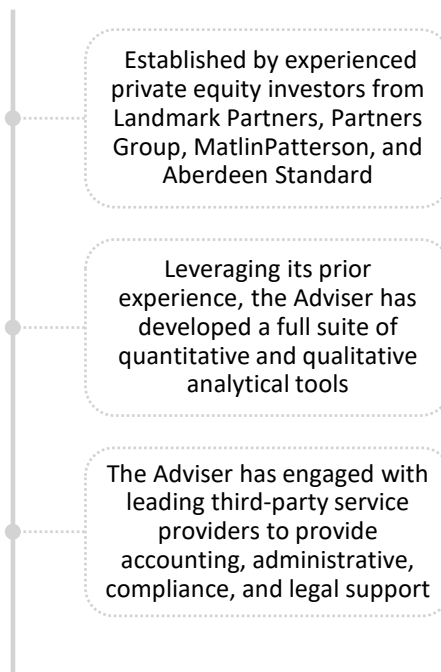 Established by experienced
private equity investors from
Landmark Partners, Partners
Group, MatlinPatterson, and
Aberdeen Standard
Leveraging its prior
experience, the Adviser has
developed a full suite of
quantitative and qualitative
analytical tools
The Adviser has engaged with
leading third-party service
providers to provide
accounting, administrative,
compliance, and legal support